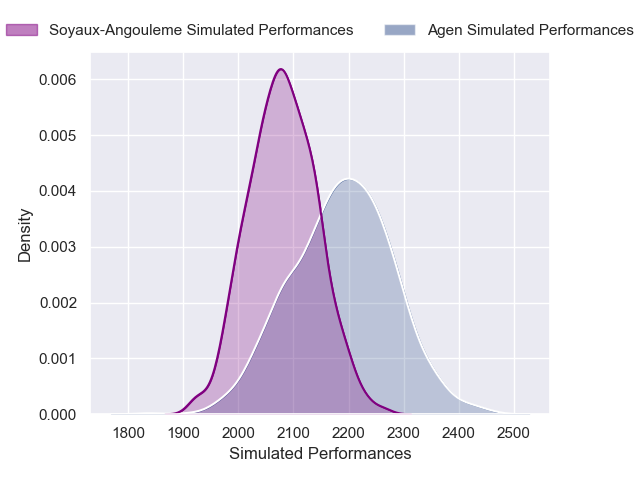 Soyaux-Angouleme Simulated Performances
Agen Simulated Performances
0.006
0.005
0.004
0.003
0.002
0.001
0.000
Density
1800 1900 2000 2100 2200 2300 2400 2500
Simulated Performances